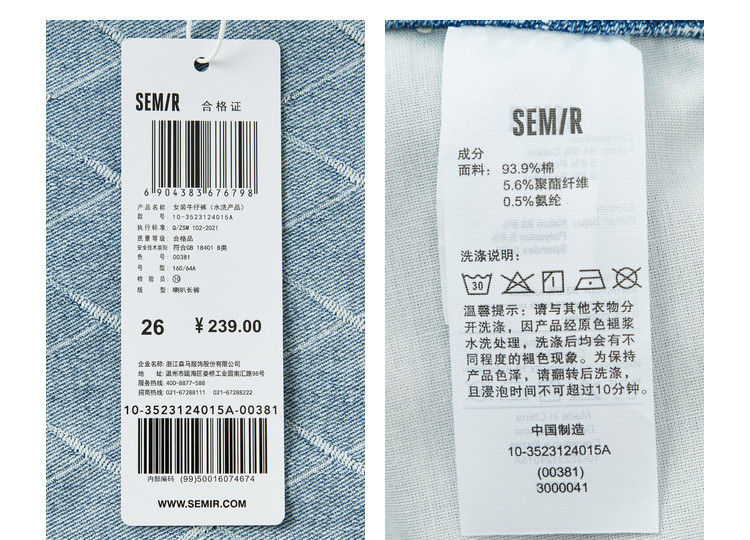 SEMIR 合格证
6 904383 676798
产品名称: 女装牛仔裤（水洗产品）
款 号: 10-3523124015A
执行标准: Q/ZSM 102-2021
质量等级: 合格品
安全技术类别: 符合GB 18401 B类
色 号: 00381
号 型: 160/64A
检 验 员: ⑩
版 型: 喇叭长裤
26 ￥239.00
企业名称: 浙江森马服饰股份有限公司
地 址: 温州市瓯海区娄桥工业园南汇路98号
服务热线: 400-8877-588
招商热线: 021-67288111 021-67288222
10-3523124015A-00381
内部编码 (99)50016074674
WWW.SEMIR.COM
SEMIR
成分
面料: 93.9%棉
5.6%聚酯纤维
0.5%氨纶
洗涤说明:
30
温馨提示: 请与其他衣物分
开洗涤，因产品经原色褪浆
水洗处理，洗涤后均会有不
同程度的褪色现象。为保持
产品色泽，请翻转后洗涤，
且浸泡时间不可超过10分钟。
中国制造
10-3523124015A
(00381)
3000041